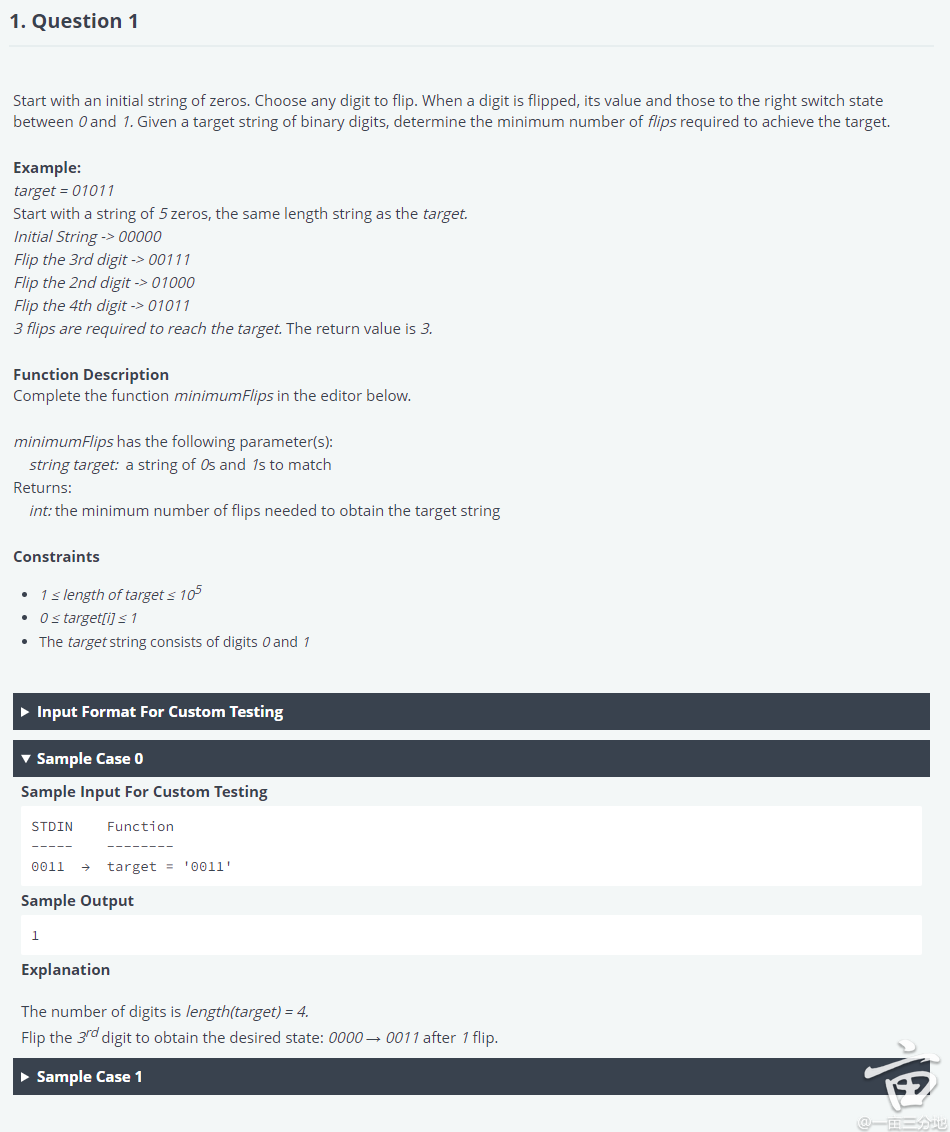 1. Question 1
Start with an initial string of zeros. Choose any digit to flip. When a digit is flipped, its value and those to the right switch state
between 0 and 1. Given a target string of binary digits, determine the minimum number of flips required to achieve the target.
Example:
target = 01011
Start with a string of 5 zeros, the same length string as the target.
Initial String -> 00000
Flip the 3rd digit -> 00111
Flip the 2nd digit -> 01000
Flip the 4th digit -> 01011
3 flips are required to reach the target. The return value is 3.
Function Description
Complete the function minimumFlips in the editor below.
minimumFlips has the following parameter(s):
string target: a string of 0s and 1s to match
Returns:
int: the minimum number of flips needed to obtain the target string
Constraints
• 1 ≤ length of target ≤ 10⁵
• 0 ≤ target[i] ≤ 1
• The target string consists of digits 0 and 1
▶ Input Format For Custom Testing
▼ Sample Case 0
Sample Input For Custom Testing
STDIN Function
----- --------
0011 → target = '0011'
Sample Output
1
Explanation
The number of digits is length(target) = 4.
Flip the 3rd digit to obtain the desired state: 0000 → 0011 after 1 flip.
▶ Sample Case 1
@一亩三分地